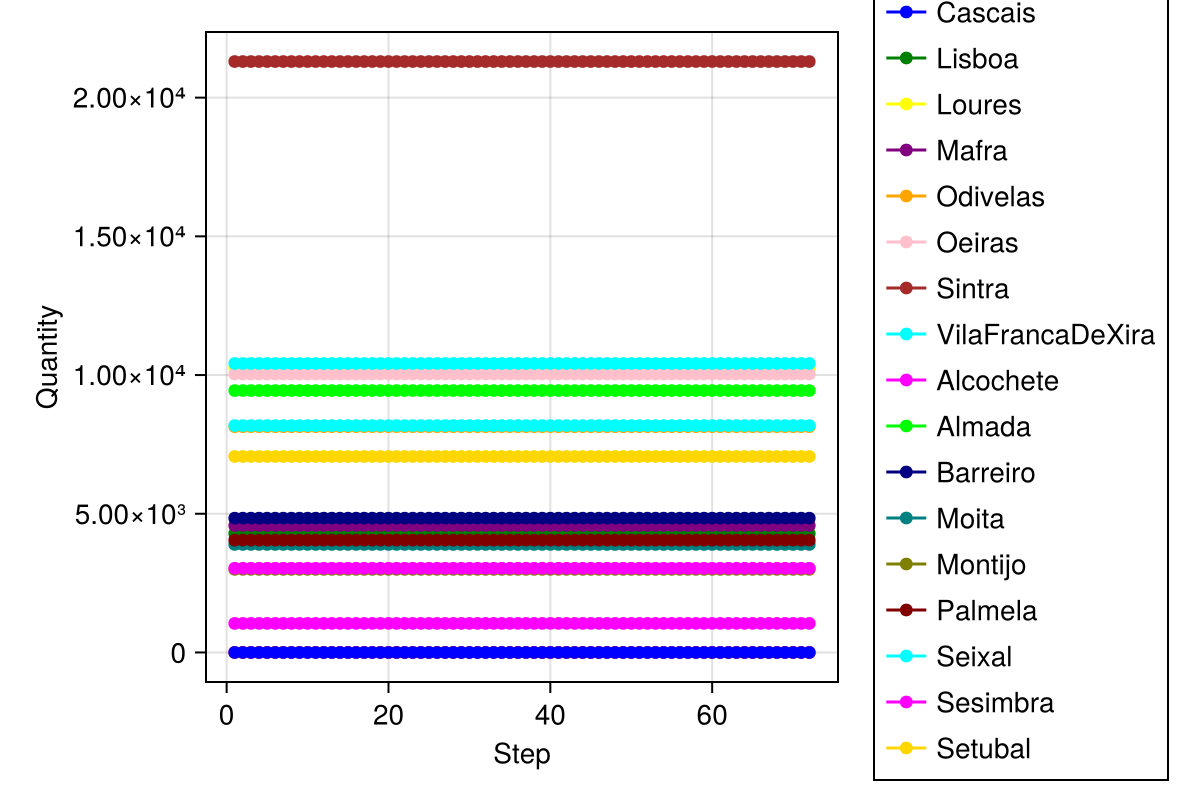 Cascais
Lisboa
Loures
Mafra
Odivelas
Oeiras
Sintra
VilaFrancaDeXira
Alcochete
Almada
Barreiro
Moita
Montijo
Palmela
Seixal
Sesimbra
Setubal
2.00×10⁴
1.50×10⁴
1.00×10⁴
5.00×10³
0
Quantity
0 20 40 60
Step